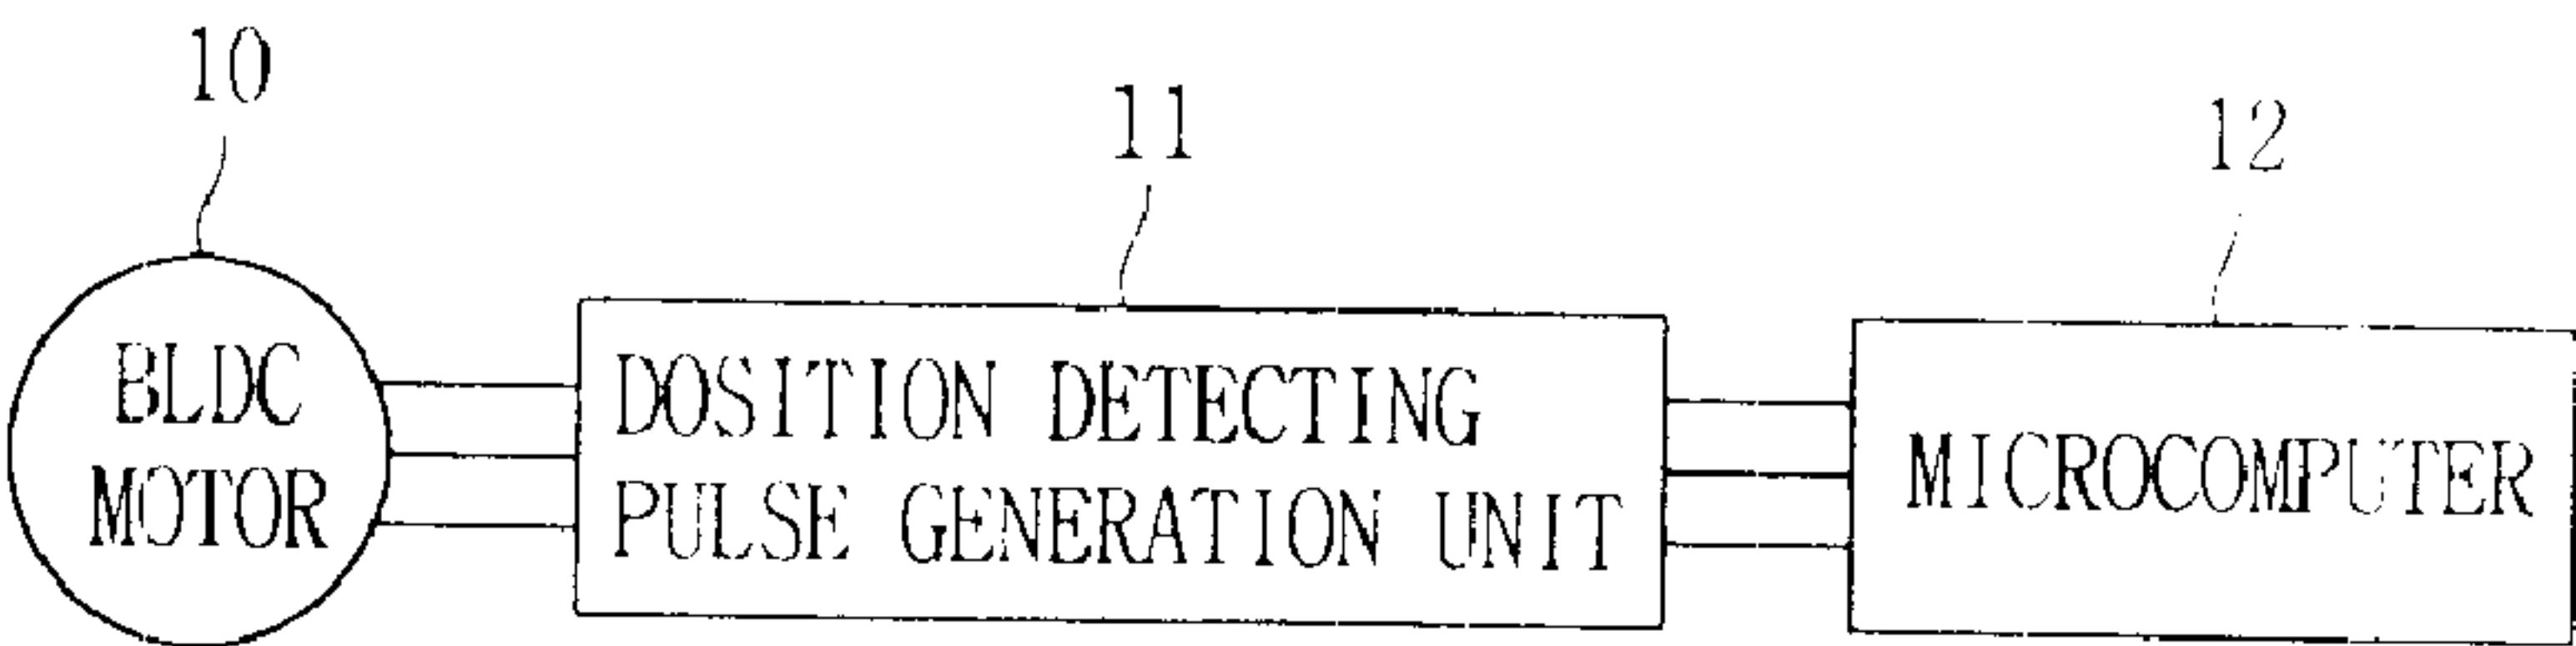 10
11
12
BLDC
MOTOR
DOSITION DETECTING
PULSE GENERATION UNIT
MICROCOMPUTER